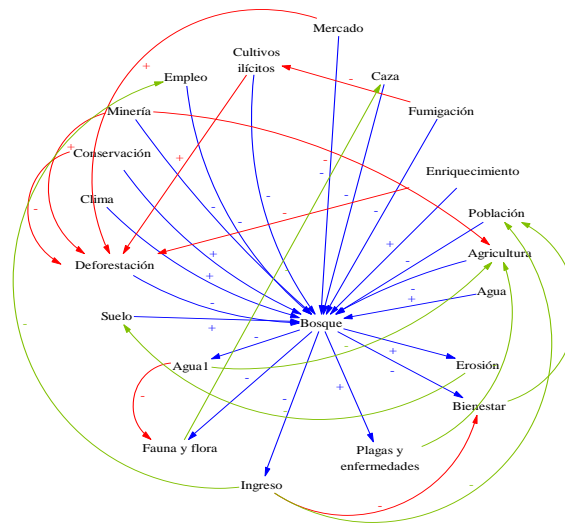 Mercado
Cultivos
ilícitos
Empleo
Caza
Minería
Fumigación
Conservación
Enriquecimiento
Clima
Población
Deforestación
Agricultura
Agua
Suelo
Bosque
Agua1
Erosión
Bienestar
Fauna y flora
Plagas y
enfermedades
Ingreso